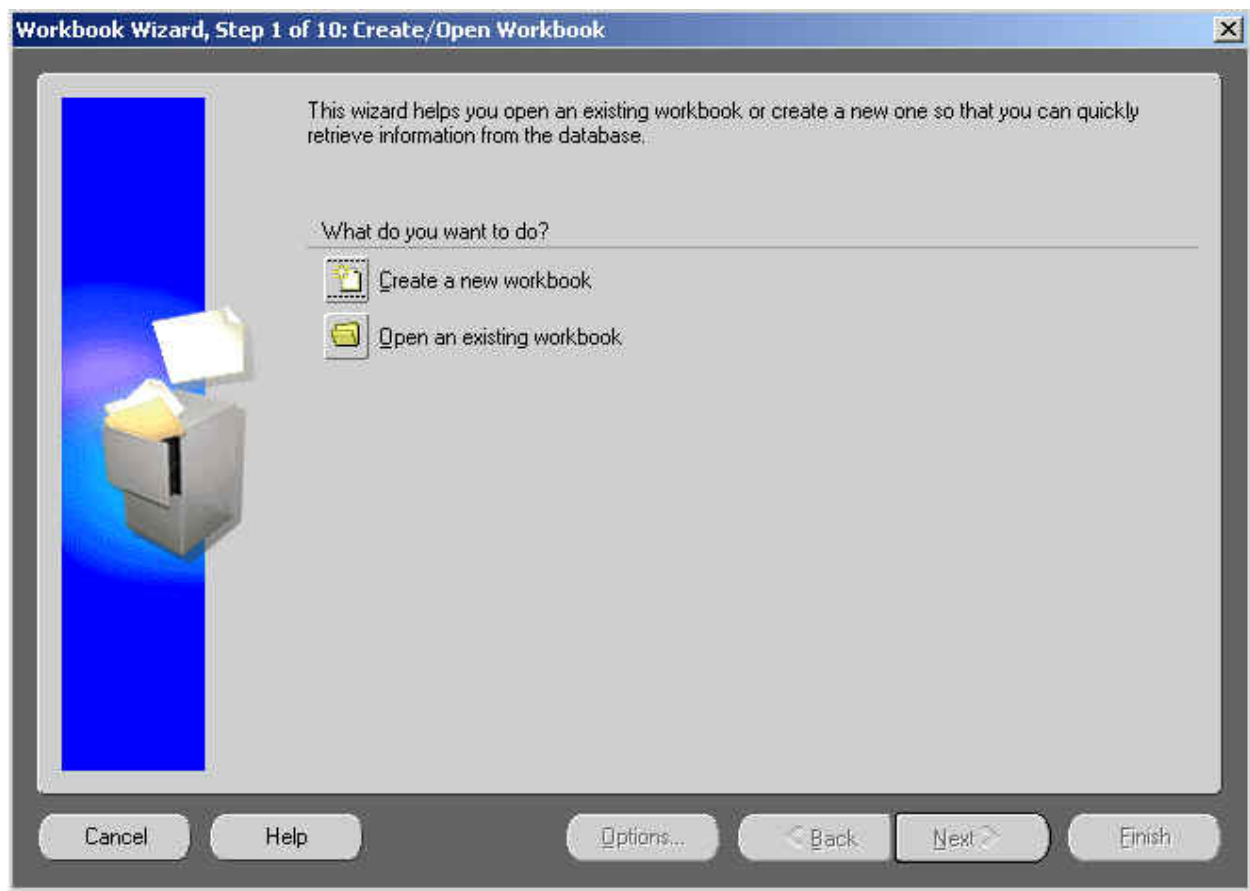 Workbook Wizard, Step 1 of 10: Create/Open Workbook
This wizard helps you open an existing workbook or create a new one so that you can quickly
retrieve information from the database.
What do you want to do?
Create a new workbook
Open an existing workbook
Cancel
Help
Options...
< Back
Next >
Finish